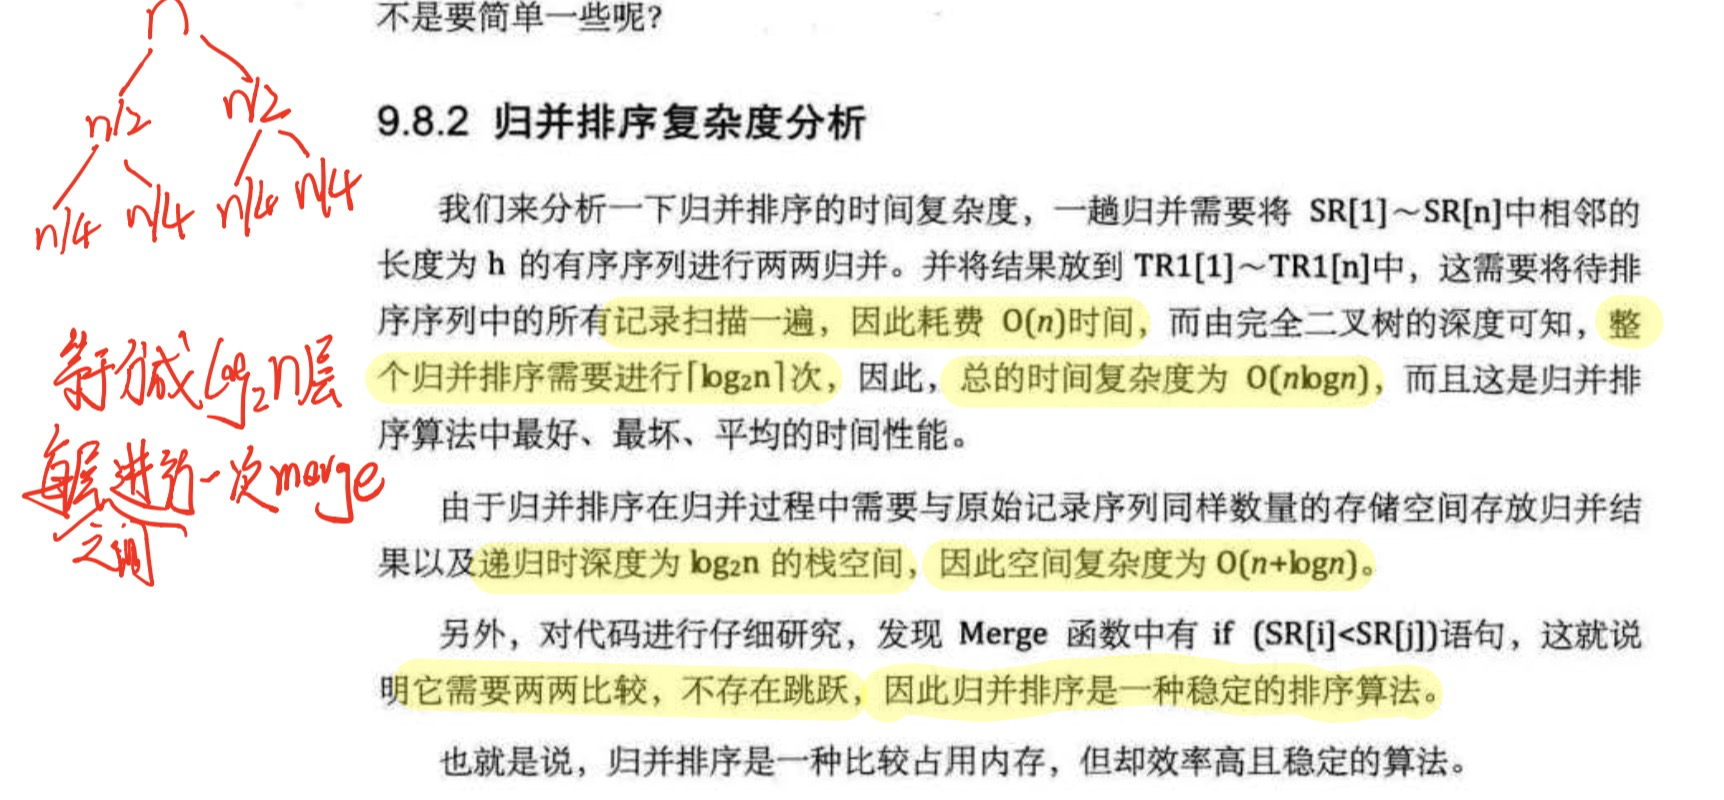 不是要简单一些呢？
n
n/2
n/2
n/4
n/4
n/4
n/4
9.8.2 归并排序复杂度分析
我们来分析一下归并排序的时间复杂度，一趟归并需要将 SR[1]～SR[n]中相邻的
长度为 h 的有序序列进行两两归并。并将结果放到 TR1[1]～TR1[n]中，这需要将待排
序序列中的所有记录扫描一遍，因此耗费 O(n)时间，而由完全二叉树的深度可知，整
个归并排序需要进行⌈log₂n⌉次，因此，总的时间复杂度为 O(nlogn)，而且这是归并排
序算法中最好、最坏、平均的时间性能。
等于分成 log₂n层
每层进行一次merge
之间
由于归并排序在归并过程中需要与原始记录序列同样数量的存储空间存放归并结
果以及递归时深度为 log₂n 的栈空间，因此空间复杂度为 O(n+logn)。
另外，对代码进行仔细研究，发现 Merge 函数中有 if (SR[i]<SR[j])语句，这就说
明它需要两两比较，不存在跳跃，因此归并排序是一种稳定的排序算法。
也就是说，归并排序是一种比较占用内存，但却效率高且稳定的算法。